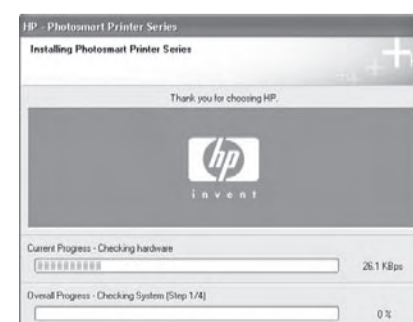 HP - Photosmart Printer Series
Installing Photosmart Printer Series
Thank you for choosing HP.
hp
invent
Current Progress - Checking hardware
26.1 KBps
Overall Progress - Checking System (Step 1/4)
0 %